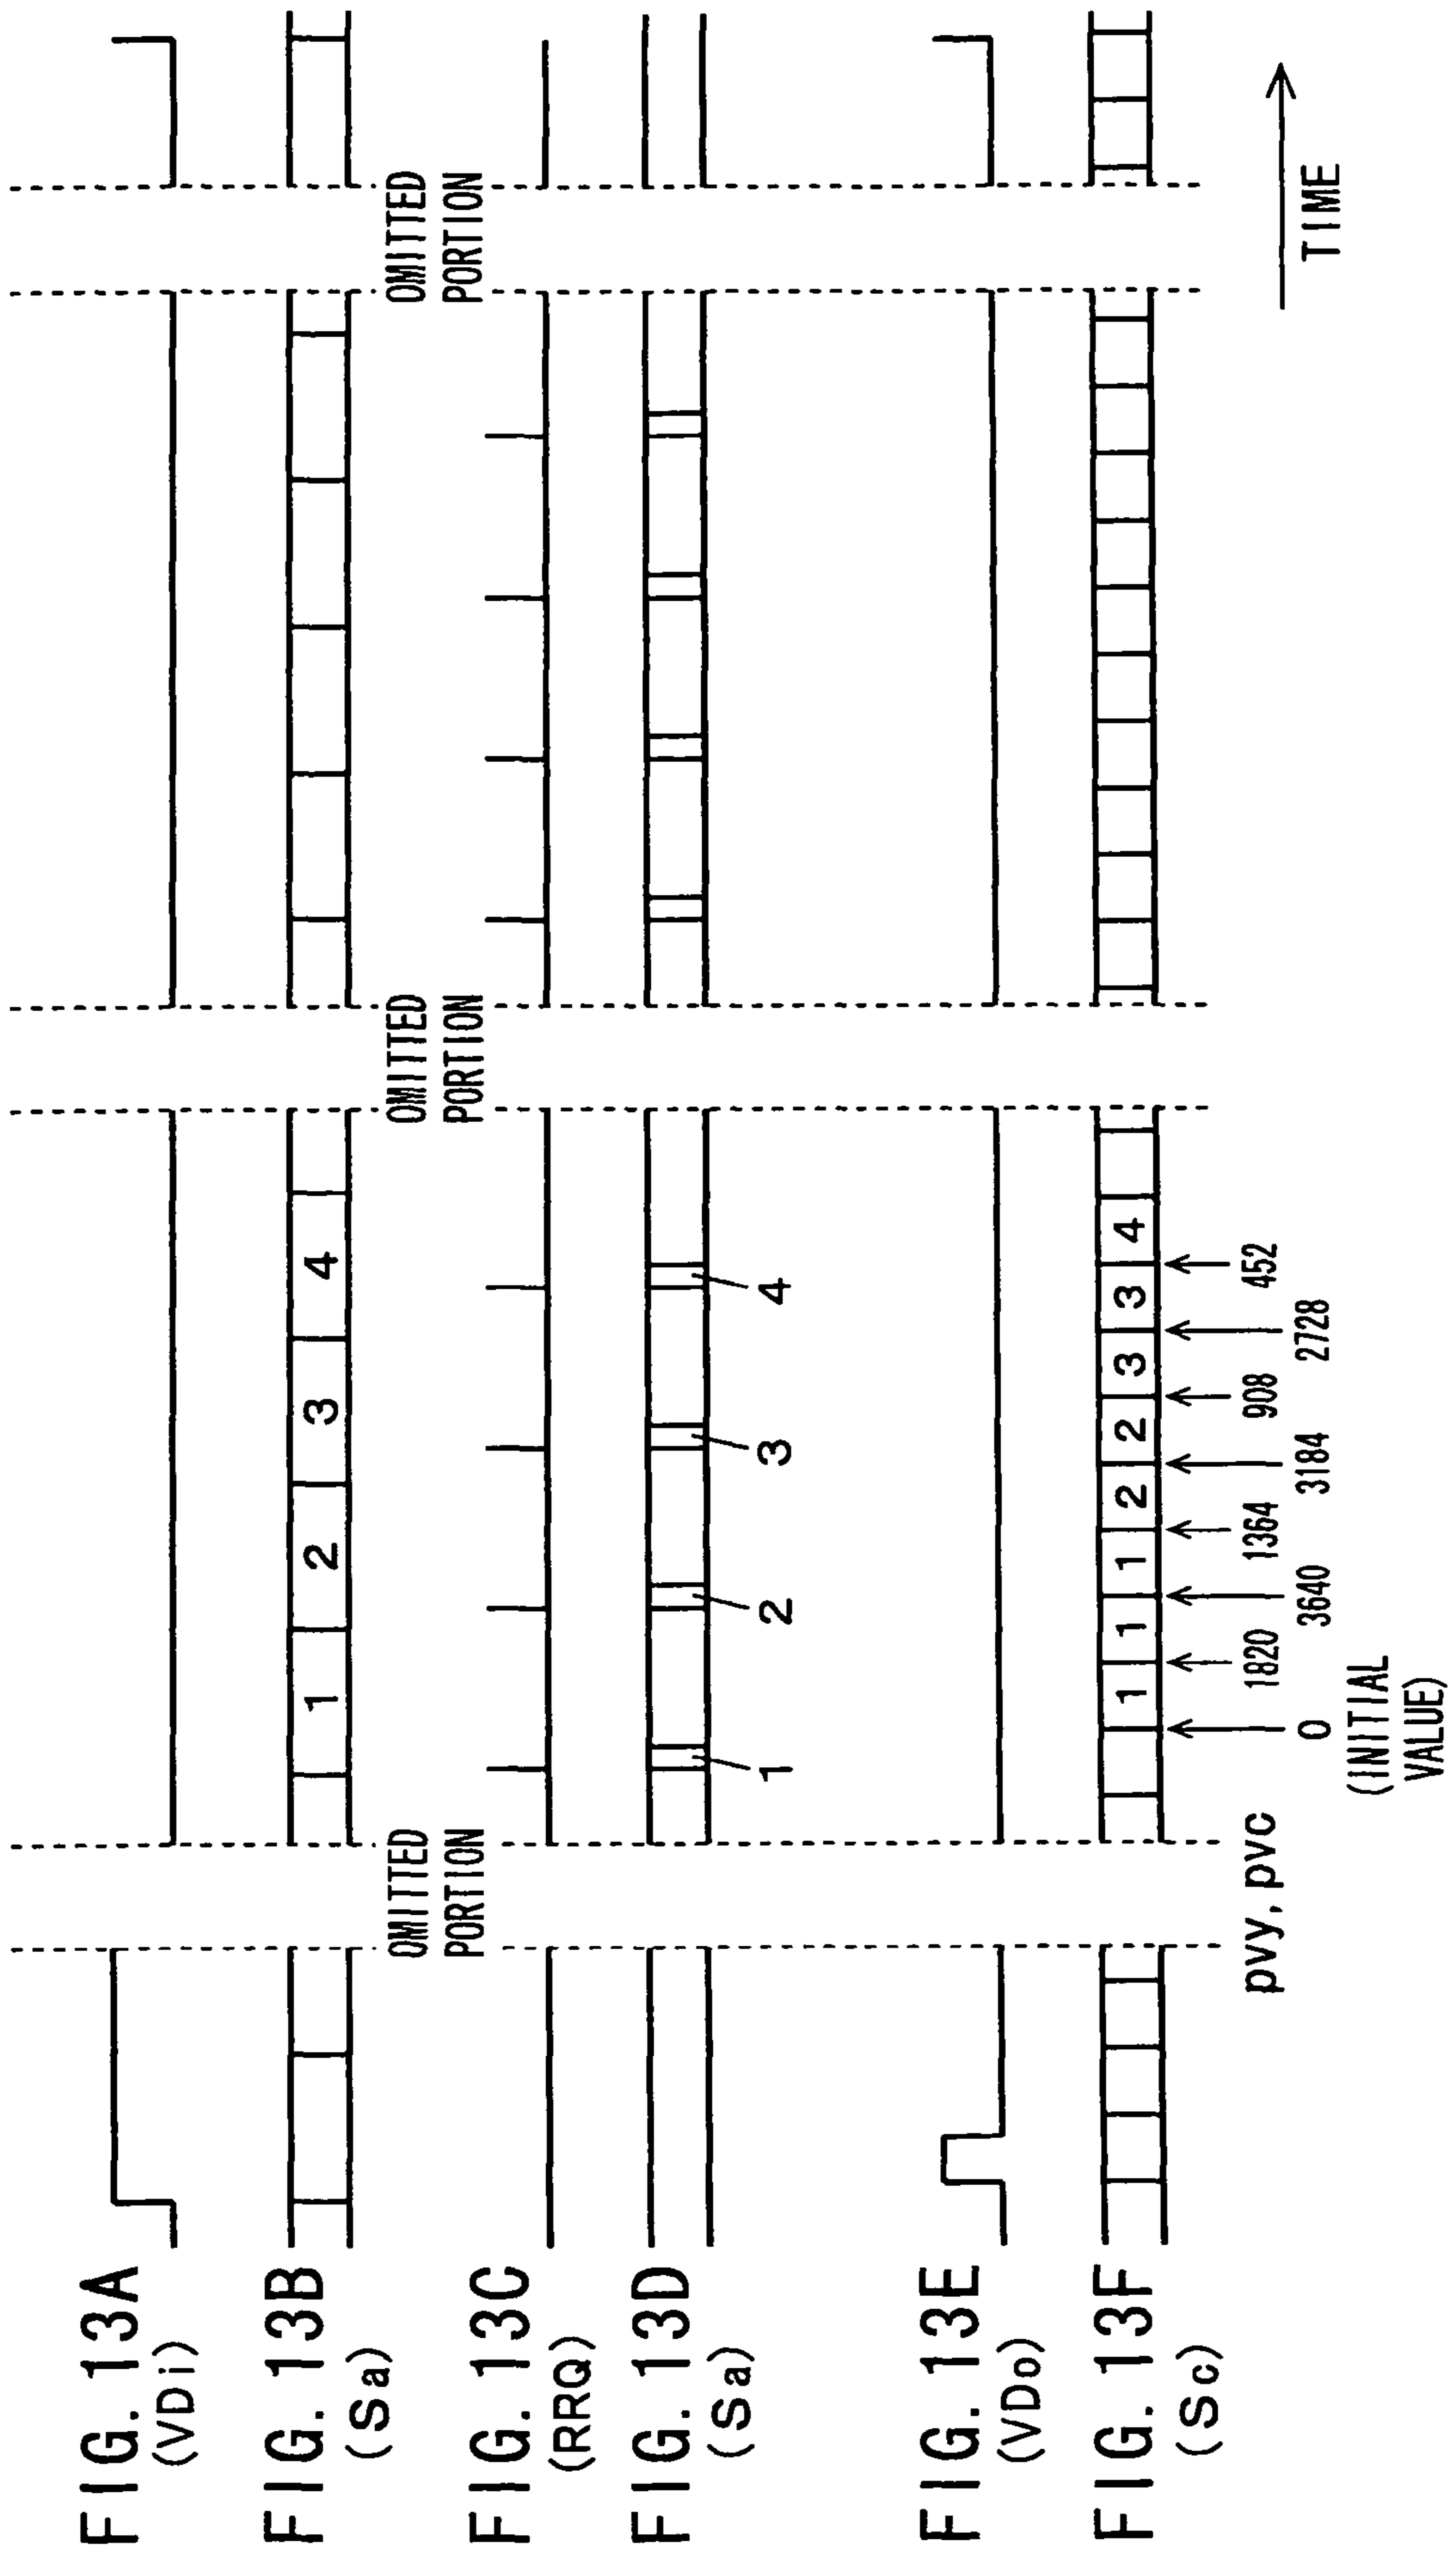 FIG. 13A
(VDi)
FIG. 13B
(Sa)
1 2 3 4
OMITTED
PORTION
OMITTED
PORTION
OMITTED
PORTION
FIG. 13C
(RRQ)
FIG. 13D
(Sa)
1 2 3 4
FIG. 13E
(VDo)
FIG. 13F
(Sc)
1 1 1 2 2 3 3 4
pvy, pvc
1820 1364 908 452
0 3640 3184 2728
(INITIAL
VALUE)
TIME